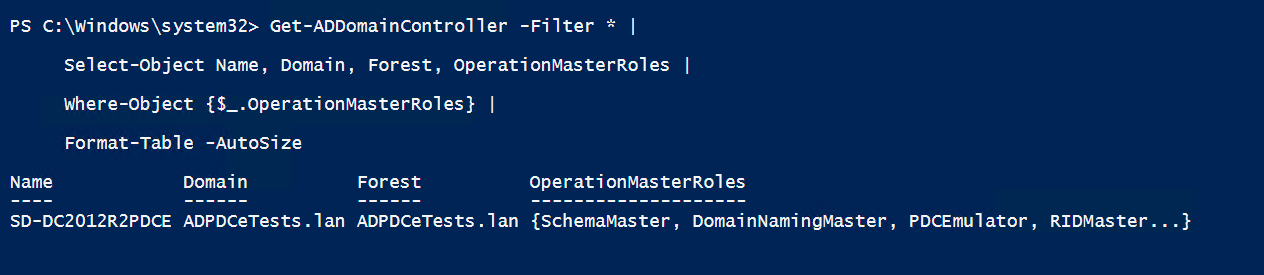 PS C:\Windows\system32> Get-ADDomainController -Filter * |
Select-Object Name, Domain, Forest, OperationMasterRoles |
Where-Object {$_.OperationMasterRoles} |
Format-Table -AutoSize
Name Domain Forest OperationMasterRoles
---- ------ ------ --------------------
SD-DC2012R2PDCE ADPDCeTests.lan ADPDCeTests.lan {SchemaMaster, DomainNamingMaster, PDCEmulator, RIDMaster...}